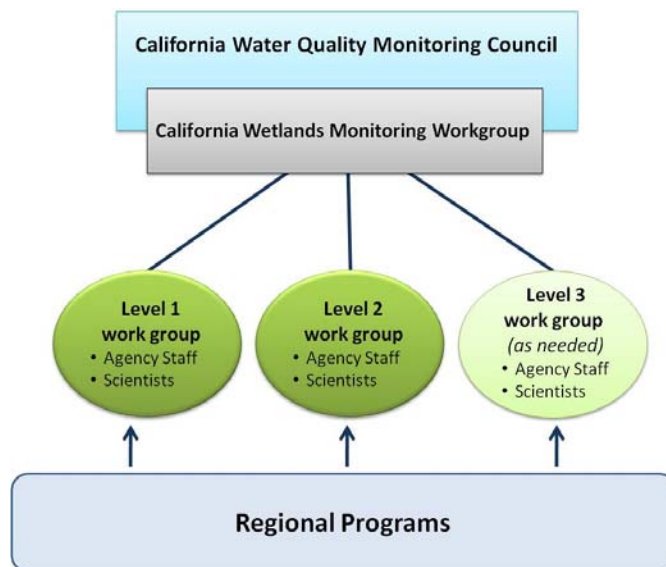 California Water Quality Monitoring Council
California Wetlands Monitoring Workgroup
Level 1
work group
• Agency Staff
• Scientists
Level 2
work group
• Agency Staff
• Scientists
Level 3
work group
(as needed)
• Agency Staff
• Scientists
Regional Programs